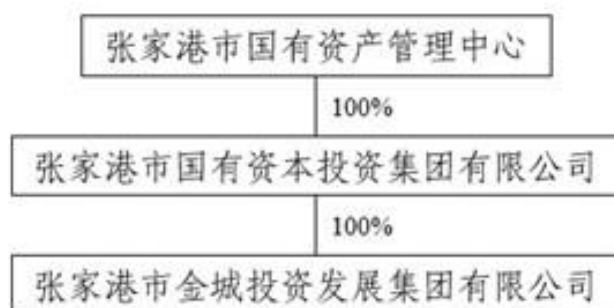 张家港市国有资产管理中心
100%
张家港市国有资本投资集团有限公司
100%
张家港市金城投资发展集团有限公司